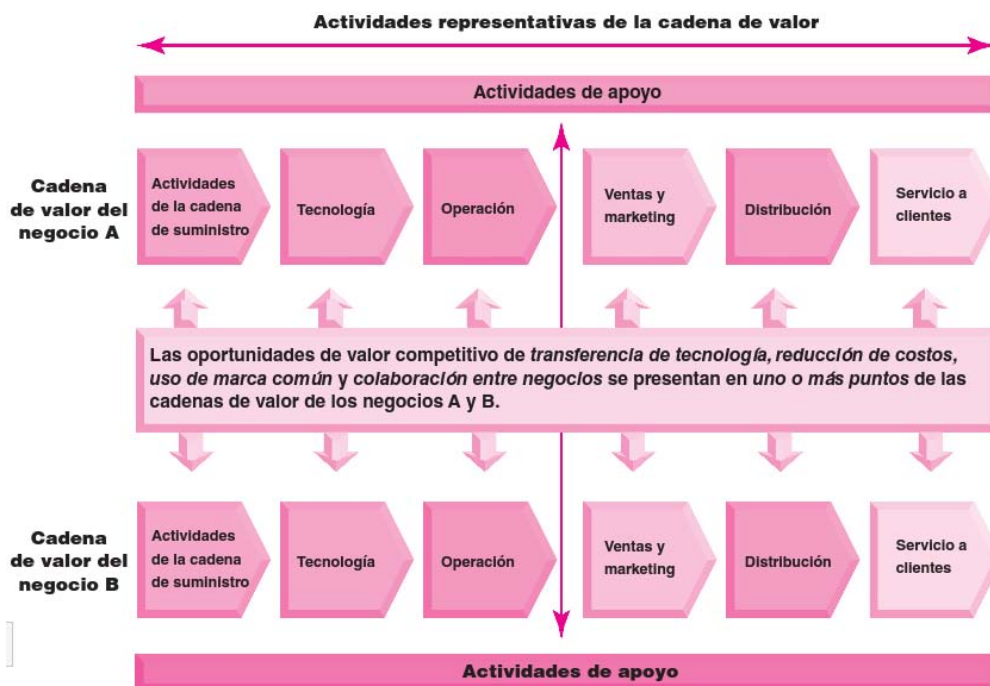 Actividades representativas de la cadena de valor
Actividades de apoyo
Cadena
de valor del
negocio A
Actividades
de la cadena
de suministro
Tecnología
Operación
Ventas y
marketing
Distribución
Servicio a
clientes
Las oportunidades de valor competitivo de transferencia de tecnología, reducción de costos,
uso de marca común y colaboración entre negocios se presentan en uno o más puntos de las
cadenas de valor de los negocios A y B.
Cadena
de valor del
negocio B
Actividades
de la cadena
de suministro
Tecnología
Operación
Ventas y
marketing
Distribución
Servicio a
clientes
Actividades de apoyo